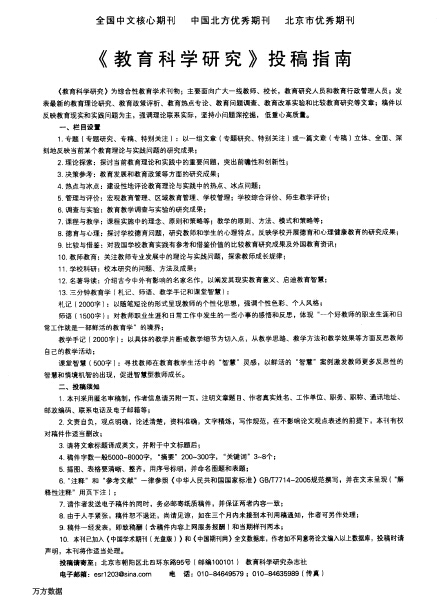 全国中文核心期刊 中国北方优秀期刊 北京市优秀期刊
《教育科学研究》投稿指南
《教育科学研究》为综合性教育学术刊物；主要面向广大一线教师、校长、教育研究人员和教育行政管理人员；发
表最新的教育理论研究、教育政策评析、教育热点专论、教育问题调查、教育改革实验和比较教育研究等文章；稿件以
反映教育现实和实践问题为主，强调理论联系实际，坚持小问题深挖掘，低重心高质量。
一、栏目设置
1.专题（专题研究、专稿、特别关注）：以一组文章（专题研究、特别关注）或一篇文章（专稿）立体、全面、深
刻地反映当前某个教育理论与实践问题的研究成果；
2.理论探索：探讨当前教育理论和实践中的重要问题，突出前瞻性和创新性；
3.决策参考：教育发展和教育政策等方面的研究成果；
4.热点与冰点：建设性地评论教育理论与实践中的热点、冰点问题；
5.管理与评价：宏观教育管理、区域教育管理、学校管理；学校综合评价、师生教学评价；
6.调查与实验：教育教学调查与实验的研究成果；
7.课程与教学：课程实施中的理念、原则和策略等；教学的原则、方法、模式和策略等；
8.德育与心理：探讨学校德育问题，研究教师和学生的心理特点，反映学校开展德育和心理健康教育的研究成果；
9.比较与借鉴：对我国学校教育实践有参考和借鉴价值的比较教育研究成果及外国教育资讯；
10.教师教育：关注教师专业发展中的理论与实践问题，探索教师成长规律；
11.学校科研：校本研究的问题、方法及成果；
12.名著导读：介绍古今中外有影响的名家名作，以阐发其现实教育意义、启迪教育智慧；
13.三分钟教育学（札记、师语、教学手记和课堂智慧）：
札记（2000字）：以随笔短论的形式呈现教师的个性化思想，强调个性色彩、个人风格；
师语（1500字）：对教师职业生涯和日常工作中发生的一些小事的感悟和反思，体现“一个好教师的职业生涯和日
常工作就是一部鲜活的教育学”的境界；
教学手记（2000字）：以具体的教学片断或教学细节为切入点，从教学思路、教学方法和教学效果等方面反思教师
自己的教学活动；
课堂智慧（500字）：寻找教师在教育教学生活中的“智慧”灵感，以鲜活的“智慧”案例激发教师更多反思性的
智慧和情境机智的出现，促进智慧型教师成长。
二、投稿须知
1.本刊采用匿名审稿制，作者信息请另附一页，注明文章题目、作者真实姓名、工作单位、职务、职称、通讯地址、
邮政编码、联系电话及电子邮箱等；
2.文责自负，观点明确，论述清楚，资料准确，文字精炼，写作规范，在不影响论文观点表述的前提下，本刊有权
对稿件作适当删改；
3.请将文章标题译成英文，并附于中文标题后；
4.稿件字数一般5000-8000字，“摘要”200-300字，“关键词”3-8个；
5.插图、表格要清晰、整齐，用序号标明，并命名图题和表题；
6.“注释”和“参考文献”一律参照《中华人民共和国国家标准》GB/T7714-2005规范撰写，并在文末呈现（“解
释性注释”用页下注）；
7.请作者发送电子稿件的同时，务必邮寄纸质稿件，并保证两者内容一致；
8.由于人手紧张，稿件恕不退还，尚请见谅，如在三个月内未接到本刊用稿通知，作者可另作处理；
9.稿件一经发表，即致稿酬（含稿件内容上网服务报酬）和当期样刊两本；
10.本刊已加入《中国学术期刊（光盘版）》和《中国期刊网》全文数据库，作者如不同意将论文编入以上数据库，投稿时请
声明，本刊将作适当处理。
投稿请寄至：北京市朝阳区北四环东路95号（邮编100101） 教育科学研究杂志社
电子邮箱：esr1203@sina.com 电 话：010-84649579；010-84635989（传真）
万方数据